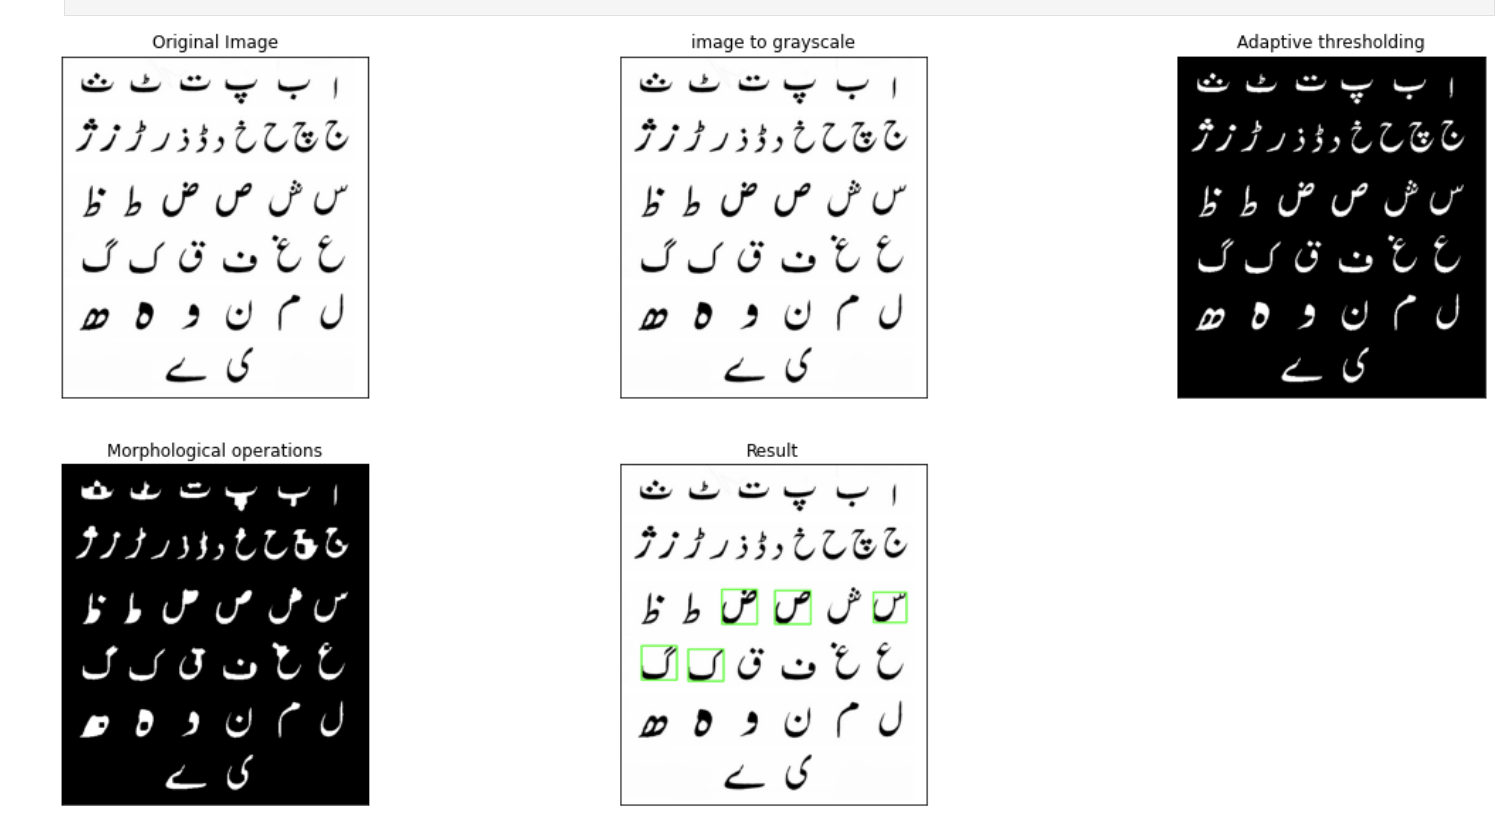 Original Image
ا ب پ ت ٹ ث
ج چ ح خ د ڈ ذ ر ڑ ز ژ
س ش ص ض ط ظ
ع غ ف ق ک گ
ل م ن و ہ ھ
ی ے
image to grayscale
ا ب پ ت ٹ ث
ج چ ح خ د ڈ ذ ر ڑ ز ژ
س ش ص ض ط ظ
ع غ ف ق ک گ
ل م ن و ہ ھ
ی ے
Adaptive thresholding
ا ب پ ت ٹ ث
ج چ ح خ د ڈ ذ ر ڑ ز ژ
س ش ص ض ط ظ
ع غ ف ق ک گ
ل م ن و ہ ھ
ی ے
Morphological operations
ا ب پ ت ٹ ث
ج چ ح خ د ڈ ذ ر ڑ ز ژ
س ش ص ض ط ظ
ع غ ف ق ک گ
ل م ن و ہ ھ
ی ے
Result
ا ب پ ت ٹ ث
ج چ ح خ د ڈ ذ ر ڑ ز ژ
س ش ص ض ط ظ
ع غ ف ق ک گ
ل م ن و ہ ھ
ی ے